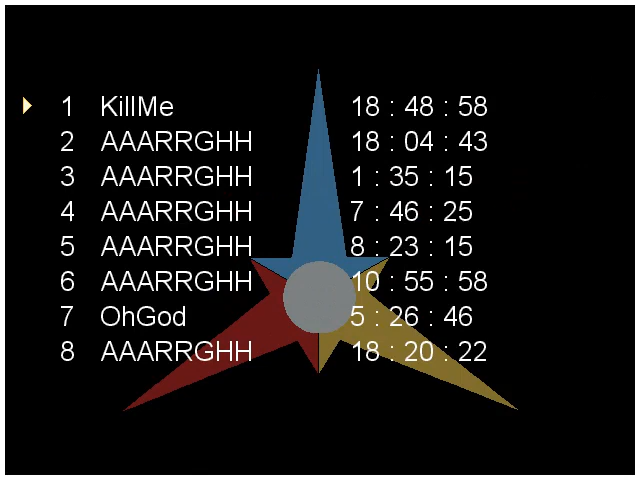 1 KillMe 18 : 48 : 58
2 AAARRGHH 18 : 04 : 43
3 AAARRGHH 1 : 35 : 15
4 AAARRGHH 7 : 46 : 25
5 AAARRGHH 8 : 23 : 15
6 AAARRGHH 10 : 55 : 58
7 OhGod 5 : 26 : 46
8 AAARRGHH 18 : 20 : 22